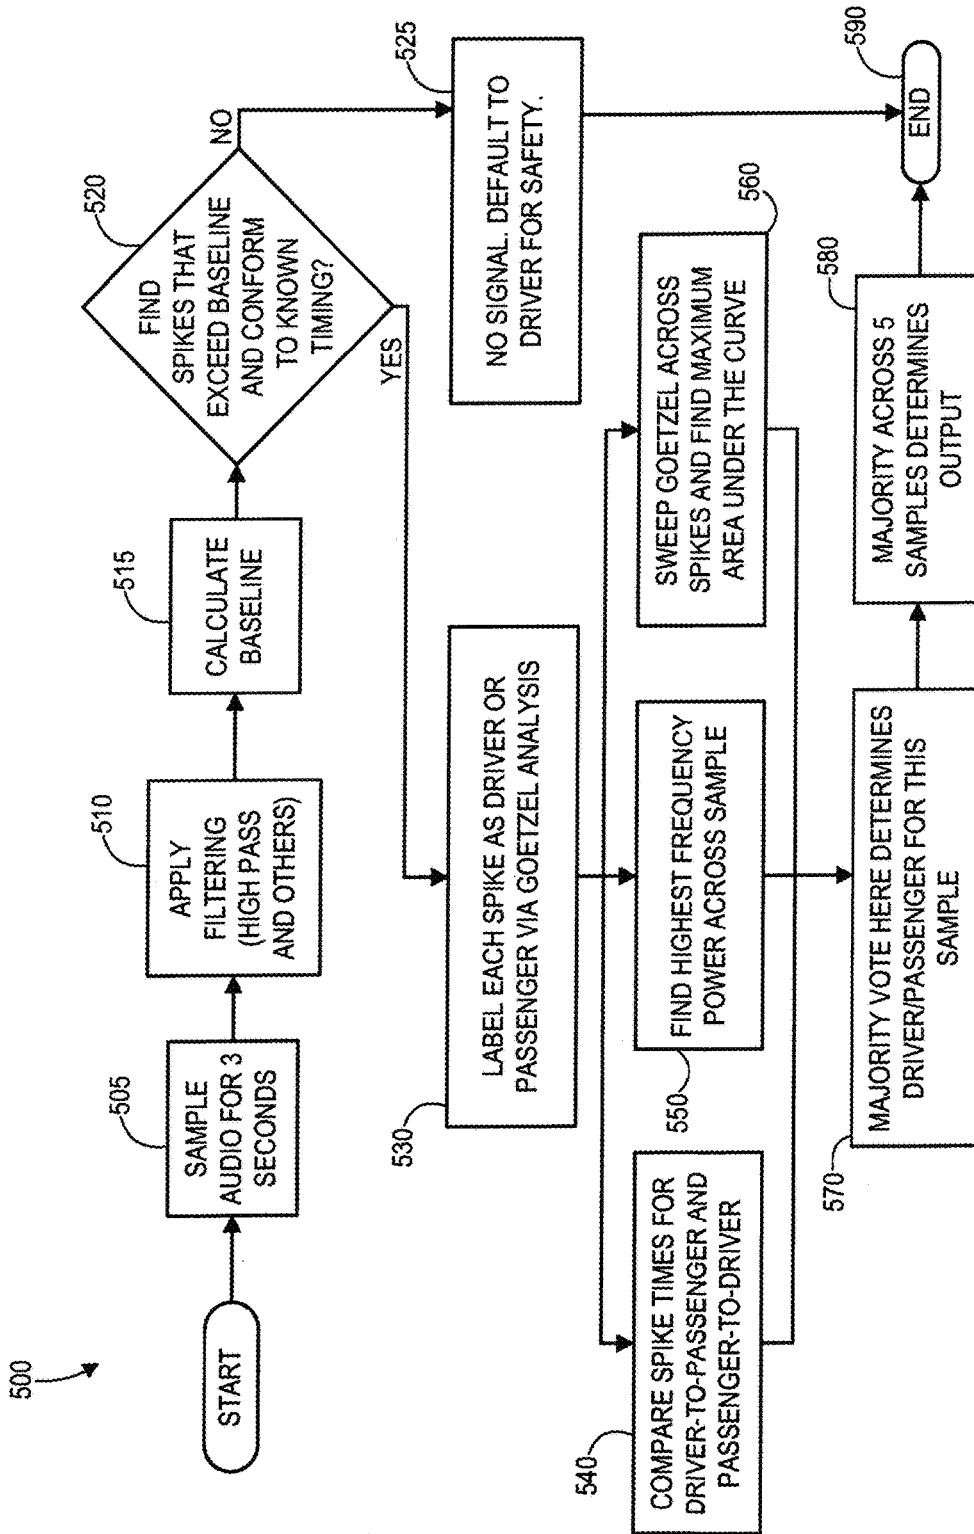 500
START
505
SAMPLE
AUDIO FOR 3
SECONDS
510
APPLY
FILTERING
(HIGH PASS
AND OTHERS)
515
CALCULATE
BASELINE
520
FIND
SPIKES THAT
EXCEED BASELINE
AND CONFORM
TO KNOWN
TIMING?
NO
YES
525
NO SIGNAL. DEFAULT TO
DRIVER FOR SAFETY.
530
LABEL EACH SPIKE AS DRIVER OR
PASSENGER VIA GOETZEL ANALYSIS
540
COMPARE SPIKE TIMES FOR
DRIVER-TO-PASSENGER AND
PASSENGER-TO-DRIVER
550
FIND HIGHEST FREQUENCY
POWER ACROSS SAMPLE
560
SWEEP GOETZEL ACROSS
SPIKES AND FIND MAXIMUM
AREA UNDER THE CURVE
570
MAJORITY VOTE HERE DETERMINES
DRIVER/PASSENGER FOR THIS
SAMPLE
580
MAJORITY ACROSS 5
SAMPLES DETERMINES
OUTPUT
590
END